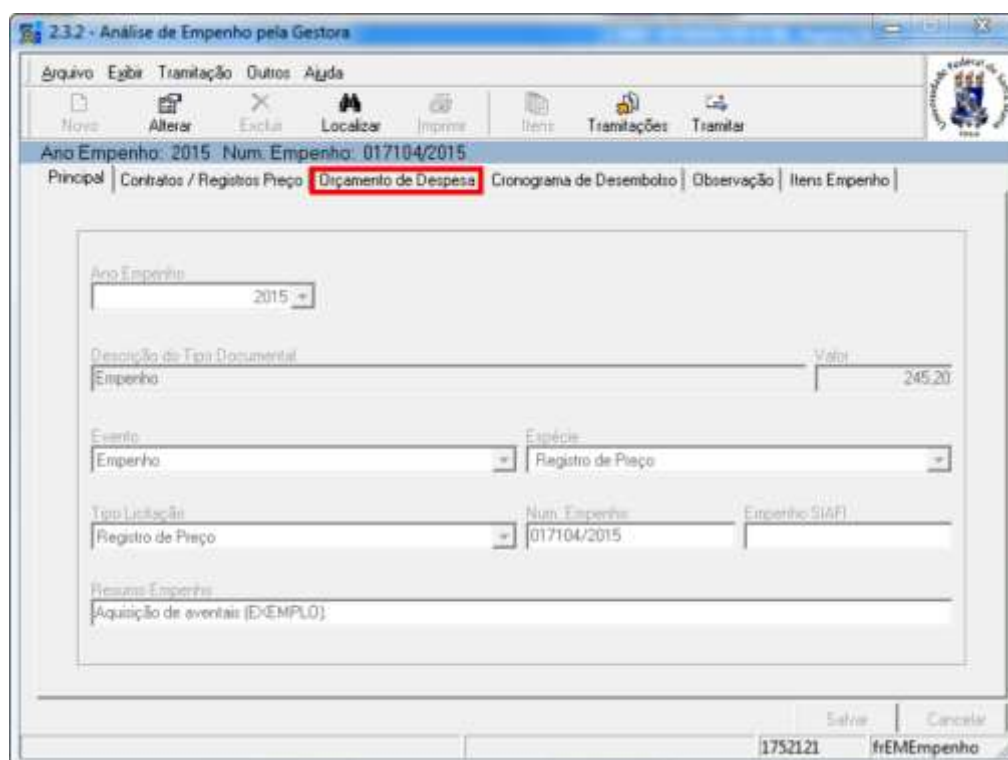 2.3.2 - Análise de Empenho pela Gestora
Arquivo Exibir Tramitação Outros Ajuda
Novo Alterar Excluir Localizar Imprimir Itens Tramitações Tramitar
Ano Empenho: 2015 Num. Empenho: 017104/2015
Principal Contratos / Registros Preço Orçamento de Despesa Cronograma de Desembolso Observação Itens Empenho
Ano Empenho
2015
Descrição do Tipo Documental Valor
Empenho 245.20
Evento Espécie
Empenho Registro de Preço
Tipo Licitação Num. Empenho Empenho SIAFI
Registro de Preço 017104/2015
Resumo Empenho
Aquisição de aventais (EXEMPLO)
Salvar Cancelar
1752121 frEMEmpenho